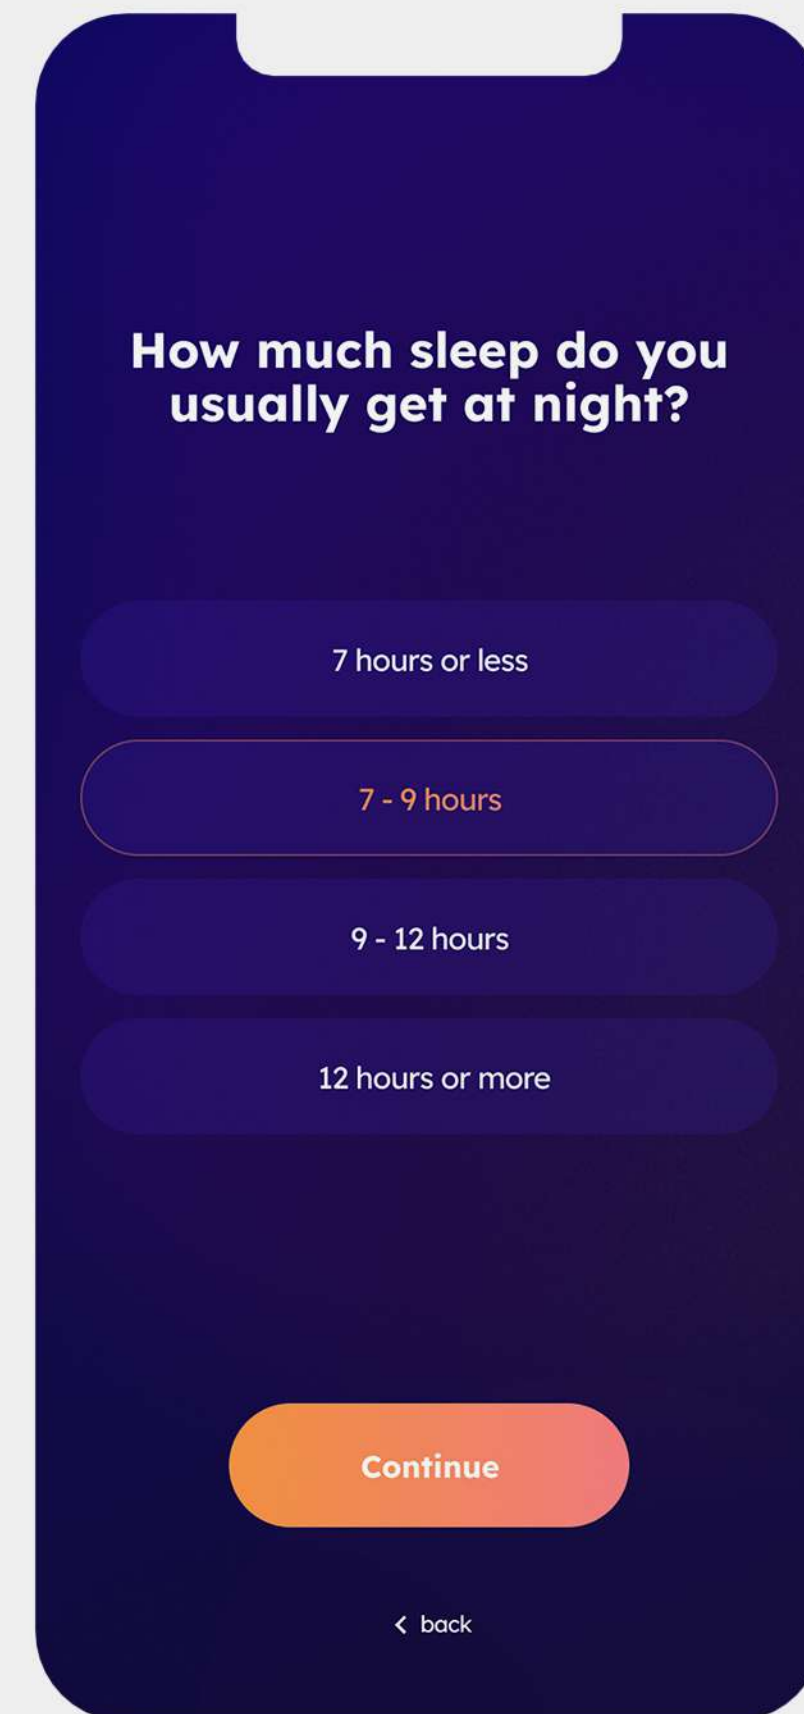 How much sleep do you
usually get at night?
7 hours or less
7 - 9 hours
9 - 12 hours
12 hours or more
Continue
< back